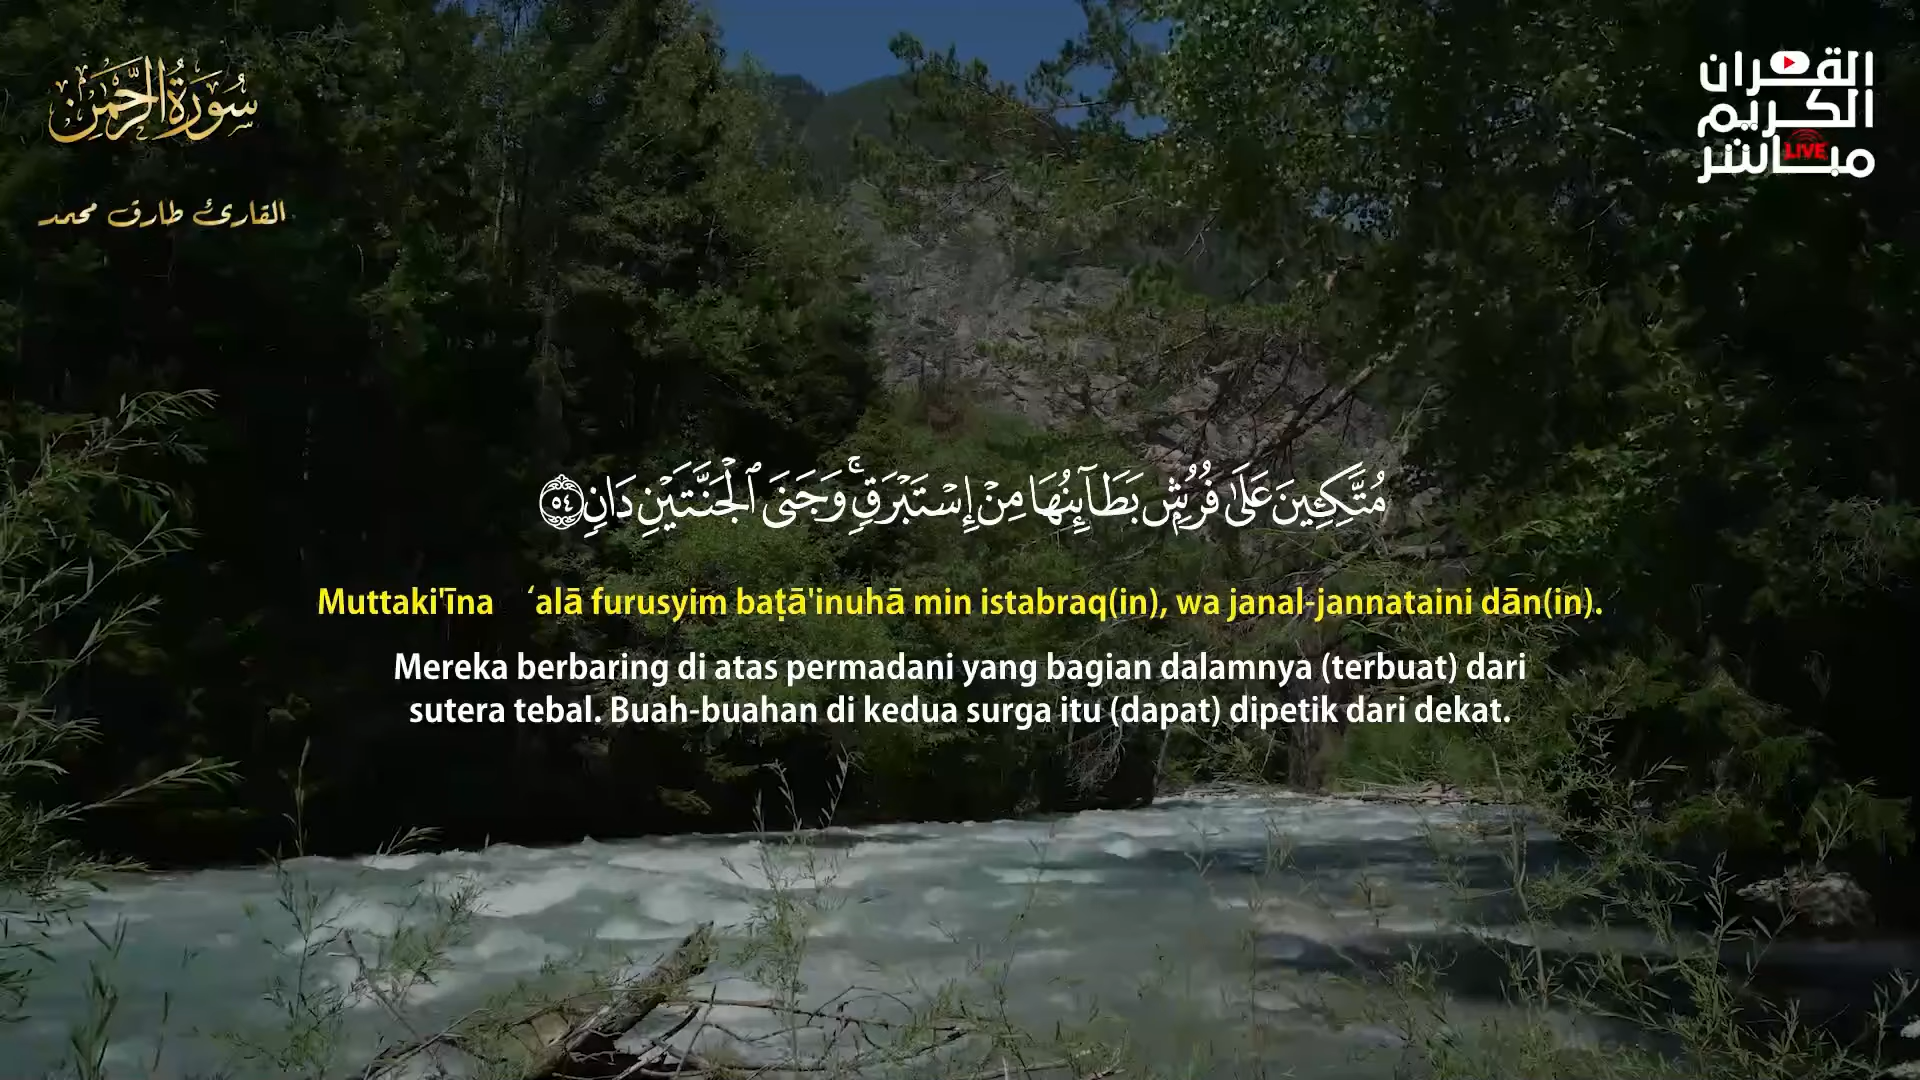 سُورَةُ الرَّحْمَٰن
القارئ طارق محمد
القران
الكريم
مباشر
LIVE
مُتَّكِـِٔينَ عَلَىٰ فُرُشٍۭ بَطَآئِنُهَا مِنْ إِسْتَبْرَقٍ ۚ وَجَنَى ٱلْجَنَّتَيْنِ دَانٍ ٥٤
Muttaki'īna ‘alā furusyim baṭā'inuhā min istabraq(in), wa janal-jannataini dān(in).
Mereka berbaring di atas permadani yang bagian dalamnya (terbuat) dari
sutera tebal. Buah-buahan di kedua surga itu (dapat) dipetik dari dekat.